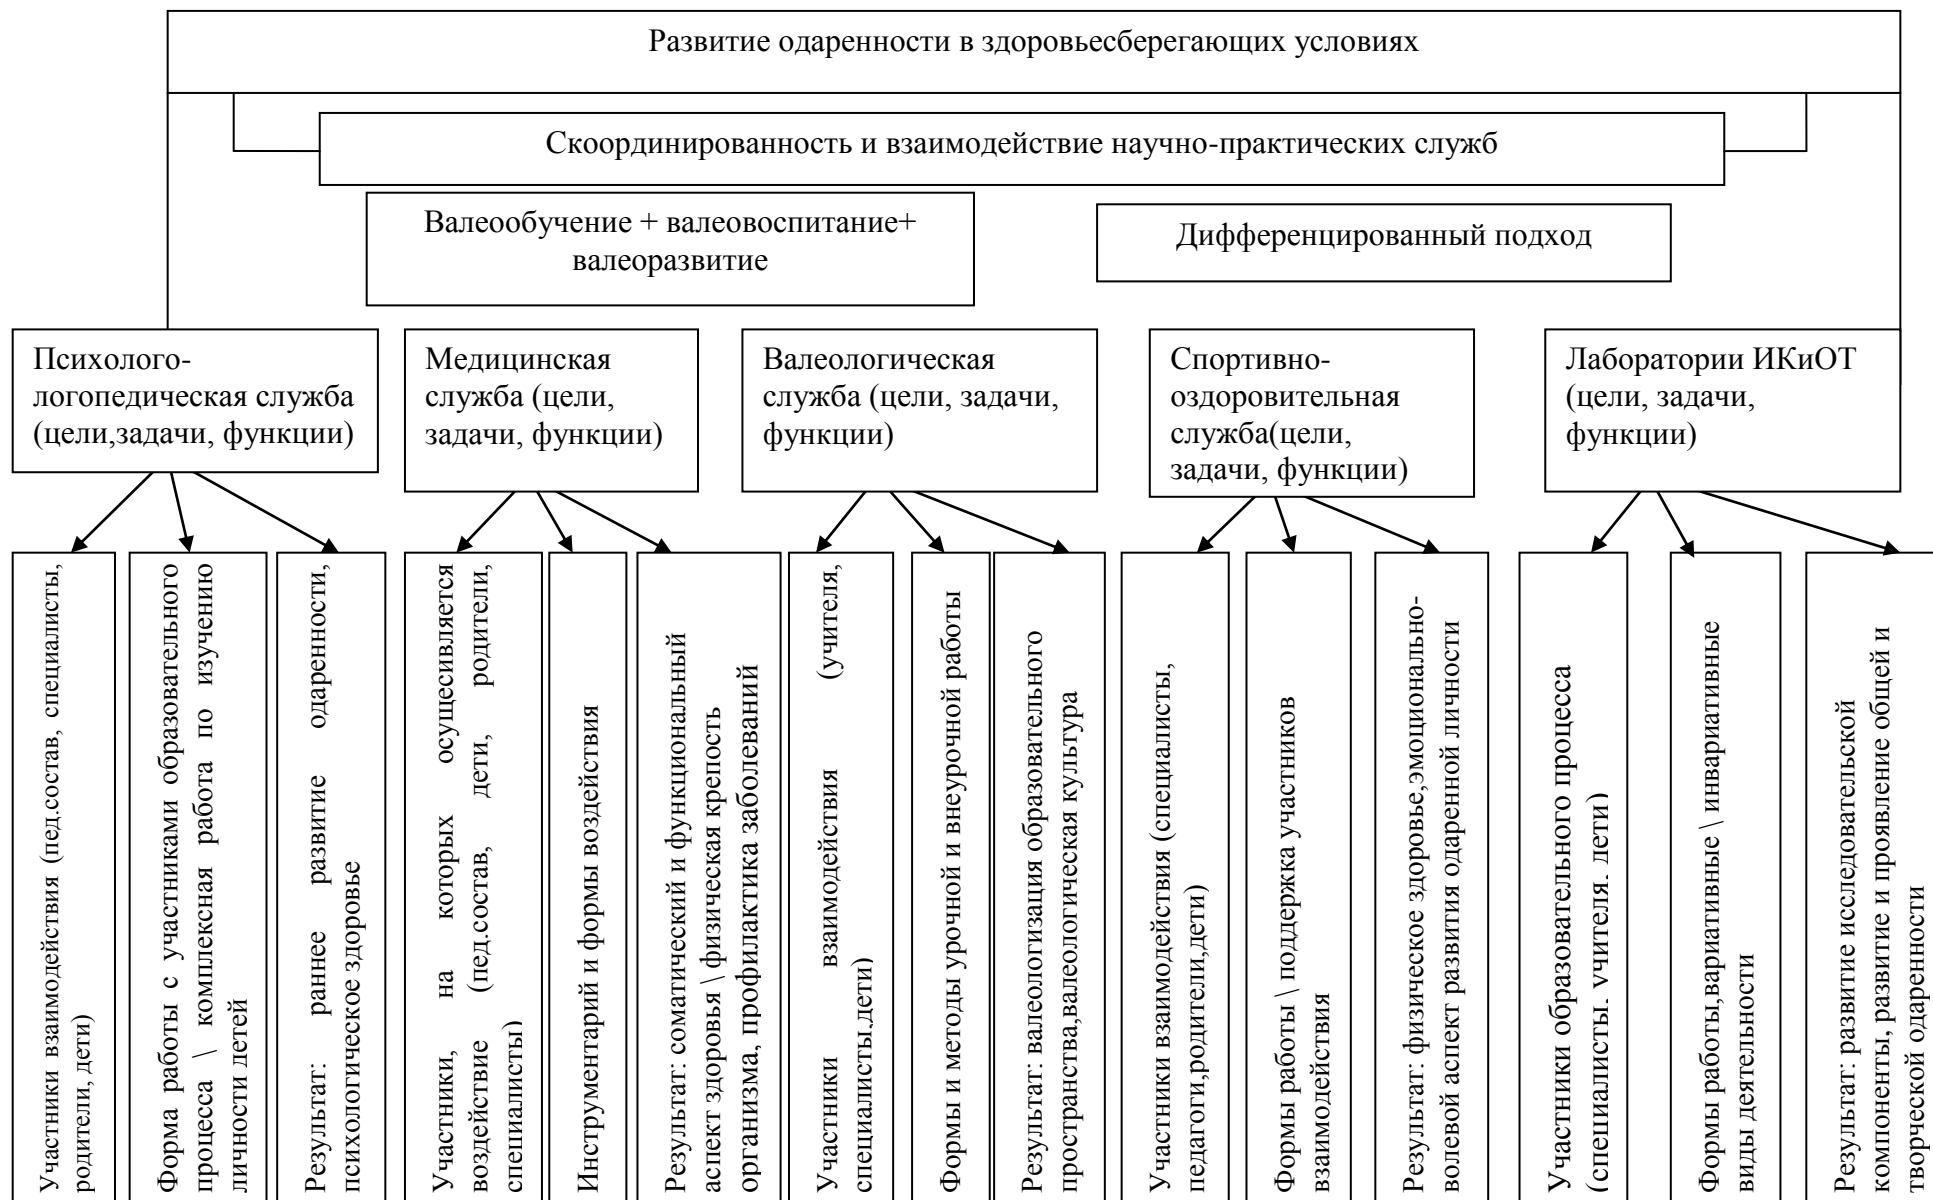 Развитие одаренности в здоровьесберегающих условиях
Скоординированность и взаимодействие научно-практических служб
Валеообучение + валеовоспитание+
валеоразвитие
Дифференцированный подход
Психолого-
логопедическая служба
(цели,задачи, функции)
Медицинская
служба (цели,
задачи, функции)
Валеологическая
служба (цели, задачи,
функции)
Спортивно-
оздоровительная
служба(цели,
задачи, функции)
Лаборатории ИКиОТ
(цели, задачи,
функции)
Участники взаимодействия (пед.состав, специалисты,
родители, дети)
Форма работы с участниками образовательного
процесса \ комплексная работа по изучению
личности детей
Результат: раннее развитие одаренности,
психологическое здоровье
Участники, на которых осущесивляется
воздействие (пед.состав, дети, родители,
специалисты)
Инструментарий и формы воздействия
Результат: соматический и функциональный
аспект здоровья \ физическая крепость
организма, профилактика заболеваний
Участники взаимодействия (учителя,
специалисты,дети)
Формы и методы урочной и внеурочной работы
Результат: валеологизация образовательного
пространства,валеологическая культура
Участники взаимодействия (специалисты,
педагоги,родители,дети)
Формы работы \ поддержка участников
взаимодействия
Результат: физическое здоровье,эмоционально-
волевой аспект развития одаренной личности
Участники образовательного процесса
(специалисты, учителя, дети)
Формы работы,вариативные \ инвариативные
виды деятельности
Результат: развитие исследовательской
компоненты, развитие и проявление общей и
творческой одаренности